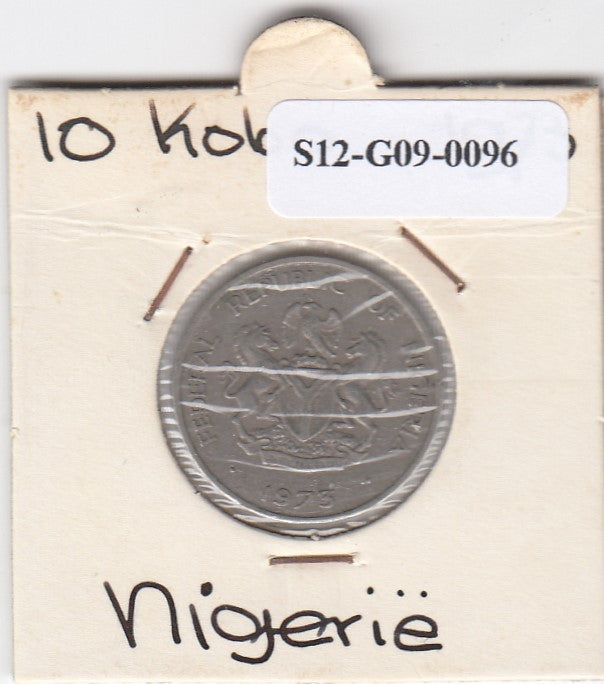 10 Kob
S12-G09-0096
FEDERAL REPUBLIC OF NIGERIA
1973
Nigerië